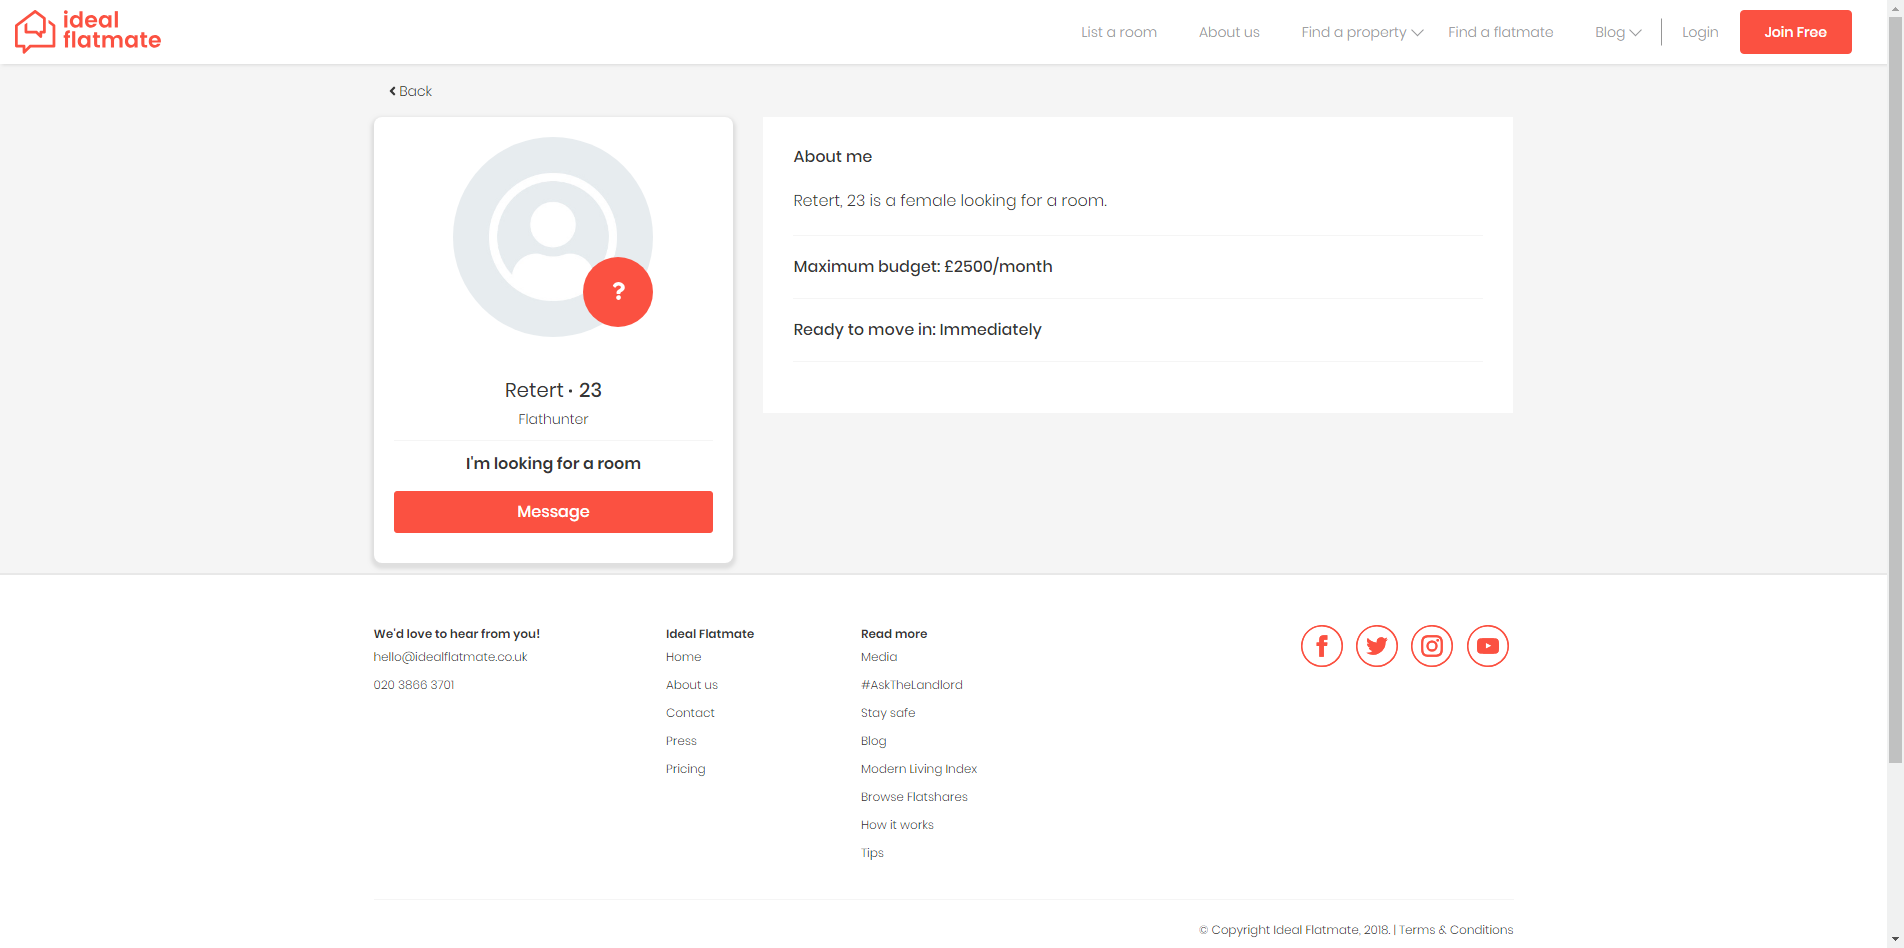 ideal
flatmate
List a room
About us
Find a property
Find a flatmate
Blog
Login
Join Free
Back
?
Retert · 23
Flathunter
I'm looking for a room
Message
About me
Retert, 23 is a female looking for a room.
Maximum budget: £2500/month
Ready to move in: Immediately
We'd love to hear from you!
hello@idealflatmate.co.uk
020 3866 3701
Ideal Flatmate
Home
About us
Contact
Press
Pricing
Read more
Media
#AskTheLandlord
Stay safe
Blog
Modern Living Index
Browse Flatshares
How it works
Tips
© Copyright Ideal Flatmate, 2018. | Terms & Conditions